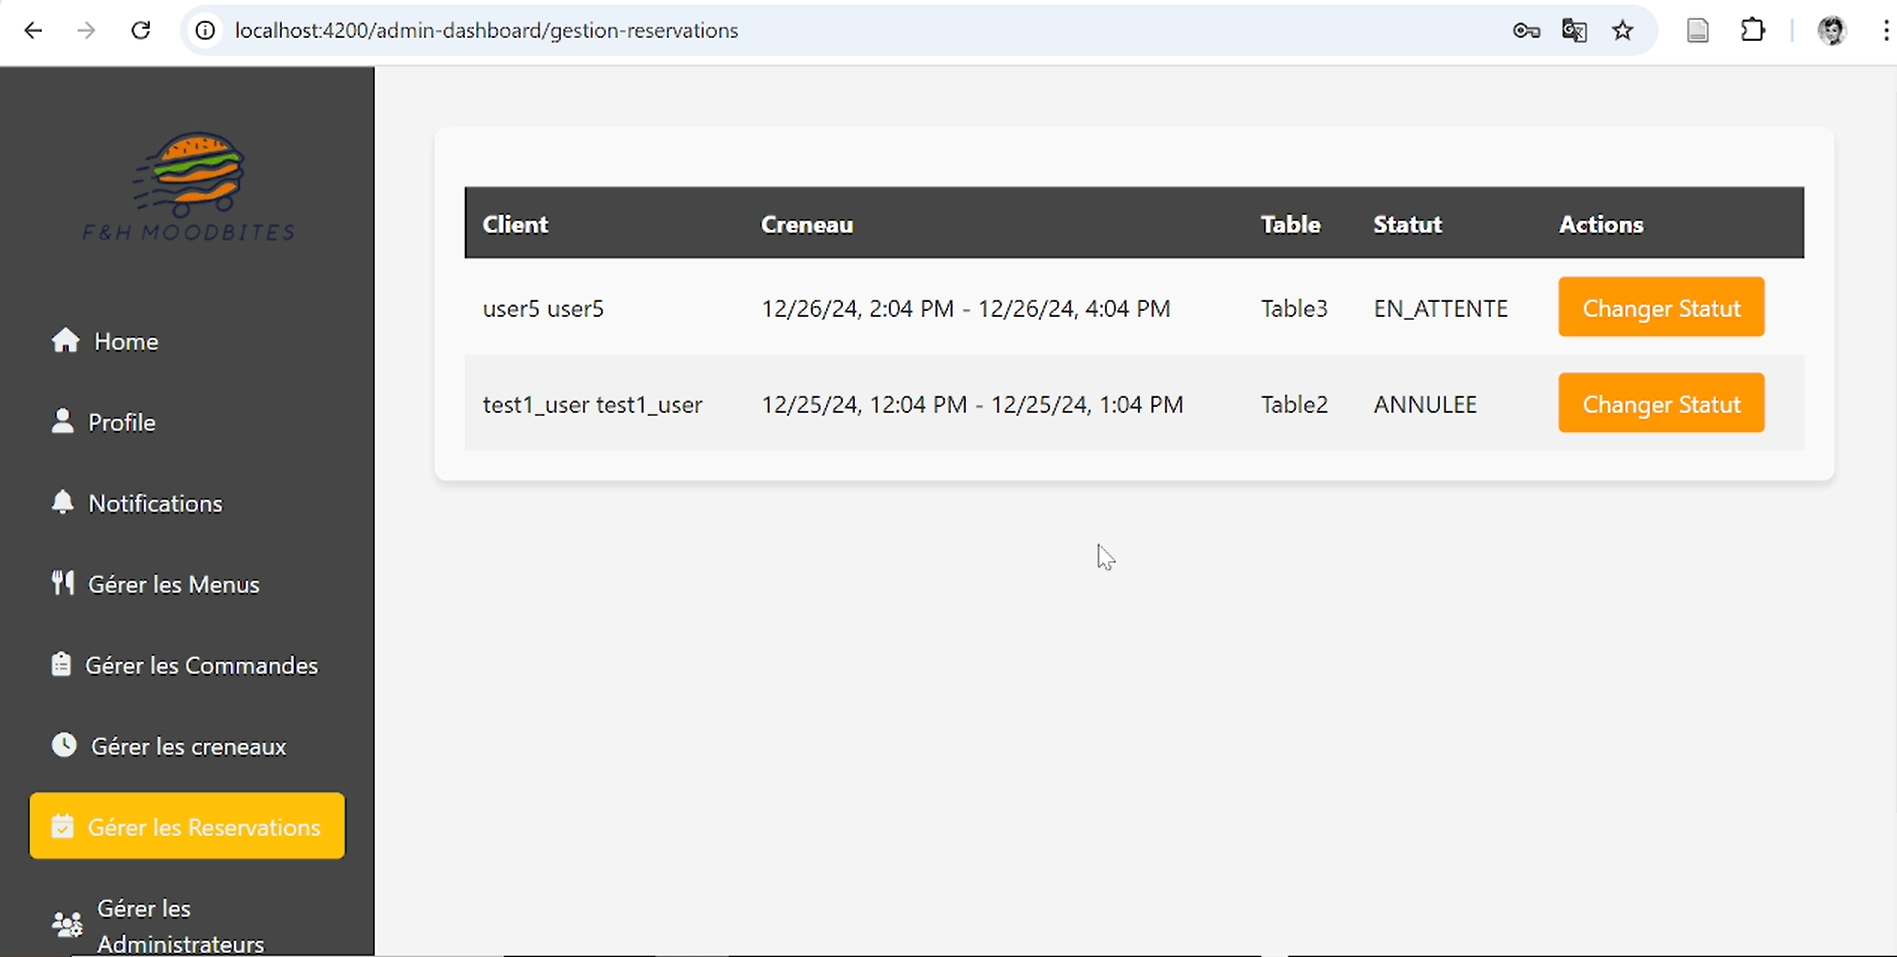 localhost:4200/admin-dashboard/gestion-reservations
F&H MOODBITES
Home
Profile
Notifications
Gérer les Menus
Gérer les Commandes
Gérer les creneaux
Gérer les Reservations
Gérer les
Administrateurs
Client Creneau Table Statut Actions
user5 user5 12/26/24, 2:04 PM - 12/26/24, 4:04 PM Table3 EN_ATTENTE Changer Statut
test1_user test1_user 12/25/24, 12:04 PM - 12/25/24, 1:04 PM Table2 ANNULEE Changer Statut